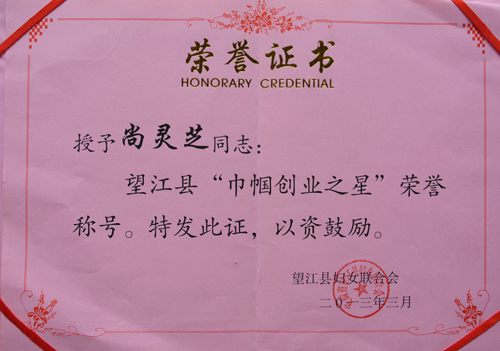 荣誉证书
HONORARY CREDENTIAL
授予尚灵芝同志：
望江县“巾帼创业之星”荣誉
称号。特发此证，以资鼓励。
望江县妇女联合会
二〇一三年三月